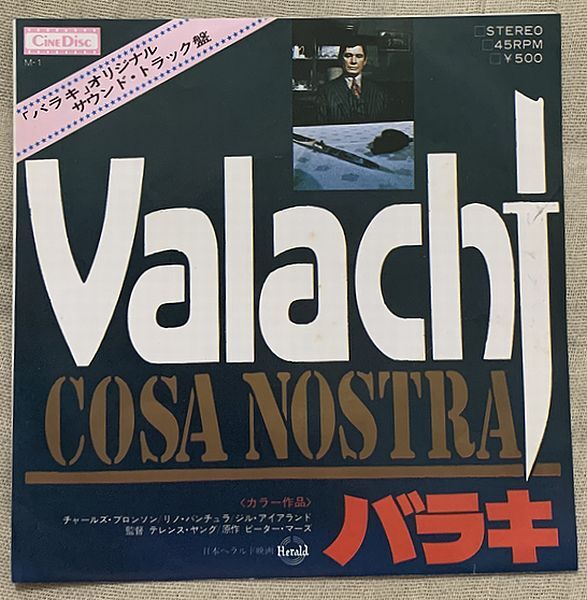 CINEDISC
M-1
「バラキ」オリジナル
サウンド・トラック盤
□STEREO
□45RPM
□￥500
Valachi
COSA NOSTRA
〈カラー作品〉
チャールズ・ブロンソン/リノ・バンチュラ/ジル・アイアランド
監督 テレンス・ヤング/原作 ピーター・マーズ
日本ヘラルド映画 Herald
バラキ